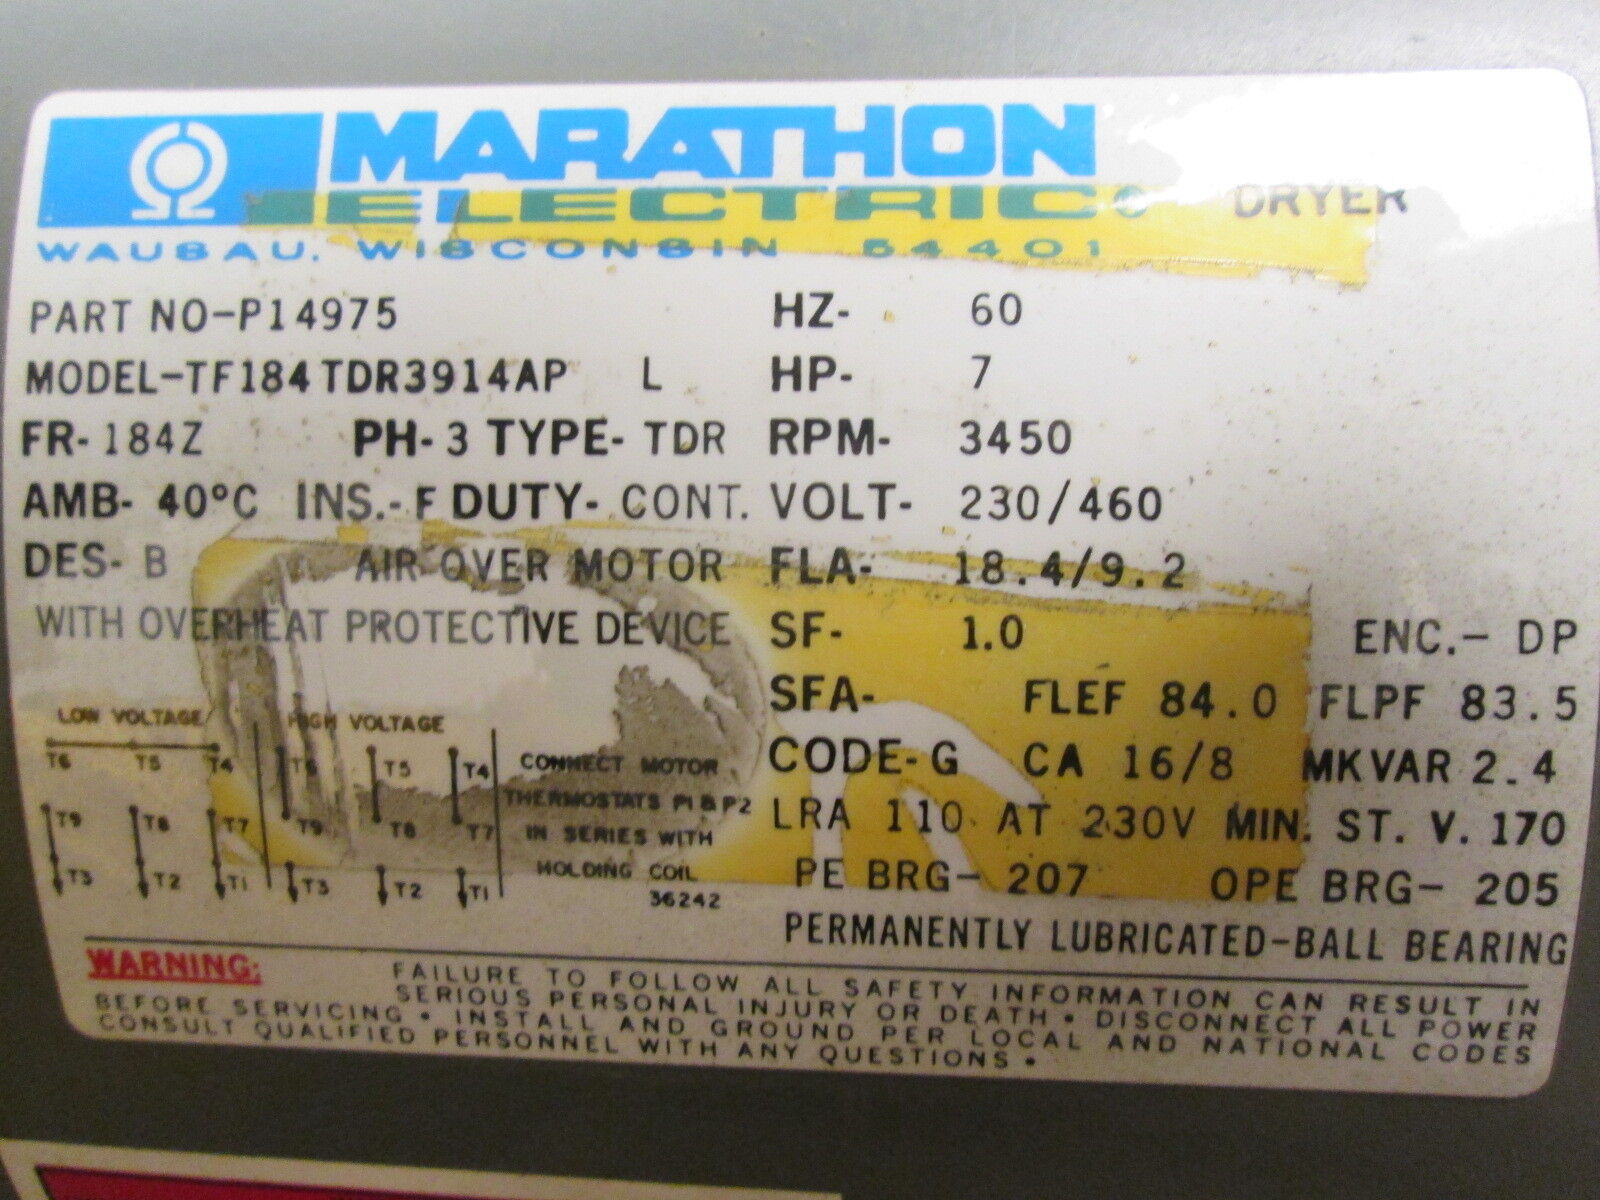 MARATHON
ELECTRIC® DRYER
WAUSAU, WISCONSIN 54401
PART NO-P14975 HZ- 60
MODEL-TF184TDR3914AP L HP- 7
FR-184Z PH-3 TYPE-TDR RPM- 3450
AMB- 40°C INS.-F DUTY- CONT. VOLT- 230/460
DES- B AIR OVER MOTOR FLA- 18.4/9.2
WITH OVERHEAT PROTECTIVE DEVICE SF- 1.0 ENC.- DP
SFA- FLEF 84.0 FLPF 83.5
CODE-G CA 16/8 MKVAR 2.4
LRA 110 AT 230V MIN. ST. V. 170
PE BRG- 207 OPE BRG- 205
PERMANENTLY LUBRICATED-BALL BEARING
LOW VOLTAGE HIGH VOLTAGE
T6 T5 T4 T6 T5 T4
T9 T8 T7 T9 T8 T7
T3 T2 T1 T3 T2 T1
CONNECT MOTOR
THERMOSTATS P1 & P2
IN SERIES WITH
HOLDING COIL
36242
WARNING: FAILURE TO FOLLOW ALL SAFETY INFORMATION CAN RESULT IN
SERIOUS PERSONAL INJURY OR DEATH • DISCONNECT ALL POWER
BEFORE SERVICING • INSTALL AND GROUND PER LOCAL AND NATIONAL CODES
CONSULT QUALIFIED PERSONNEL WITH ANY QUESTIONS •